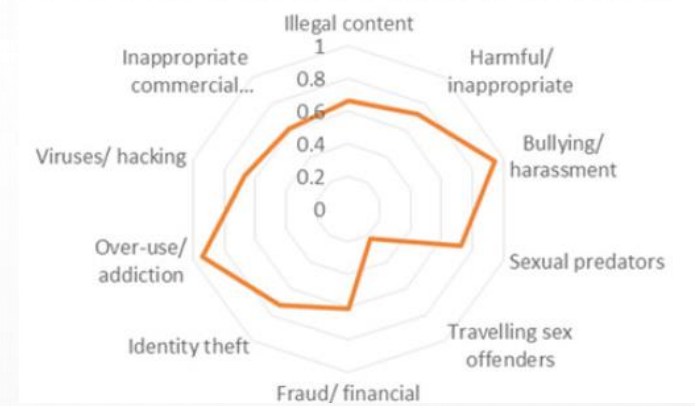 Illegal content
1
0.8
0.6
0.4
0.2
0
Harmful/
inappropriate
Bullying/
harassment
Sexual predators
Travelling sex
offenders
Fraud/ financial
Identity theft
Over-use/
addiction
Viruses/ hacking
Inappropriate
commercial...